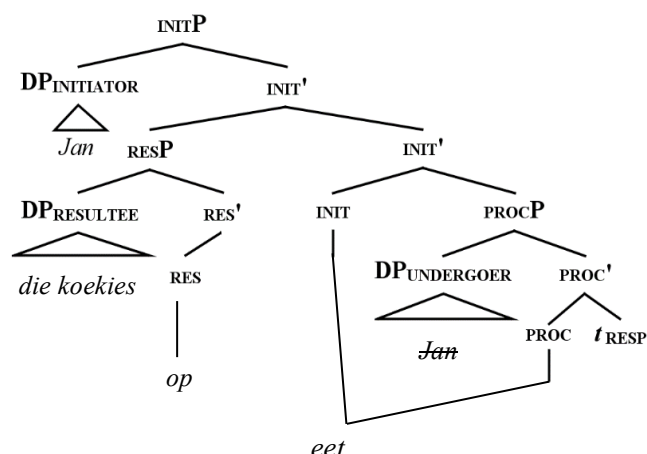 INITP
DPINITIATOR INIT'
Jan
RESP INIT'
DPRESULTEE RES' INIT PROCP
die koekies RES DPUNDERGOER PROC'
Jan PROC tRESP
op
eet